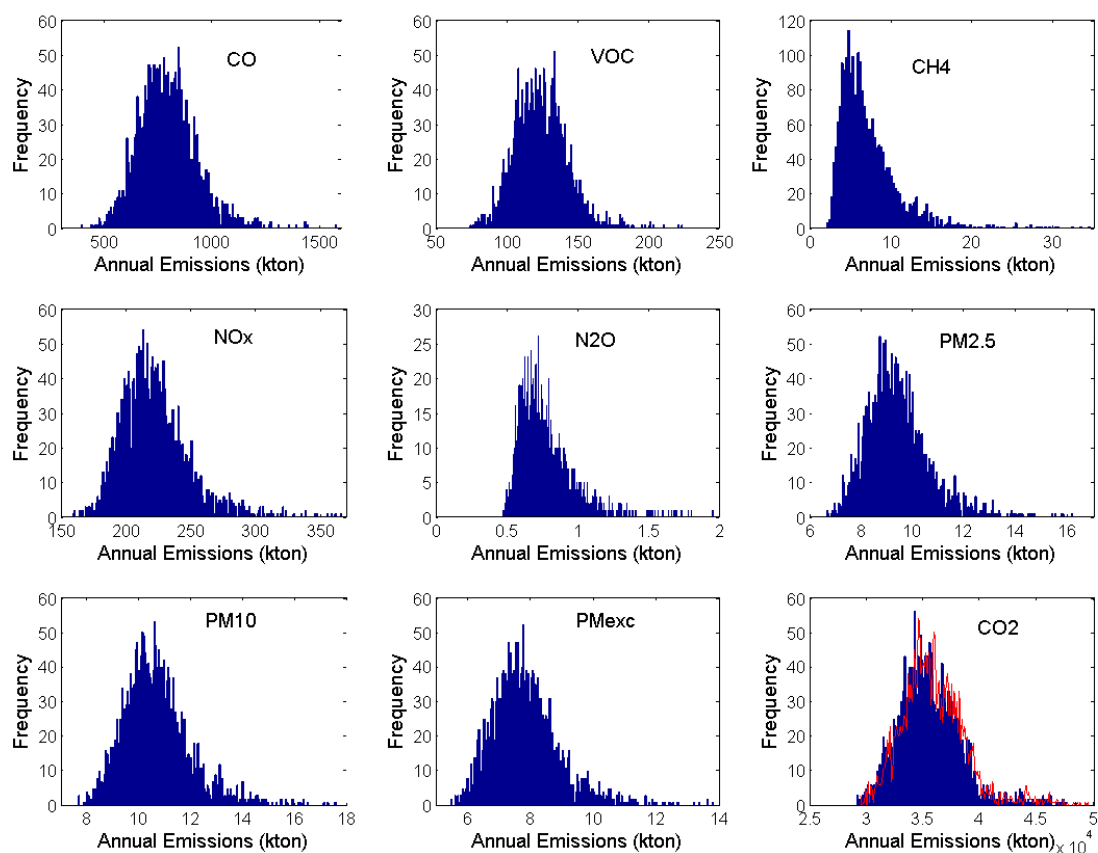 60
50
40
30
20
10
0
Frequency
CO
500 1000 1500
Annual Emissions (kton)
60
50
40
30
20
10
0
Frequency
VOC
50 100 150 200 250
Annual Emissions (kton)
120
100
80
60
40
20
0
Frequency
CH4
0 10 20 30
Annual Emissions (kton)
60
50
40
30
20
10
0
Frequency
NOx
150 200 250 300 350
Annual Emissions (kton)
30
25
20
15
10
5
0
Frequency
N2O
0 0.5 1 1.5 2
Annual Emissions (kton)
60
50
40
30
20
10
0
Frequency
PM2.5
6 8 10 12 14 16
Annual Emissions (kton)
60
50
40
30
20
10
0
Frequency
PM10
8 10 12 14 16 18
Annual Emissions (kton)
60
50
40
30
20
10
0
Frequency
PMexc
6 8 10 12 14
Annual Emissions (kton)
60
50
40
30
20
10
0
Frequency
CO2
2.5 3 3.5 4 4.5 5
Annual Emissions (kton) x 10^4